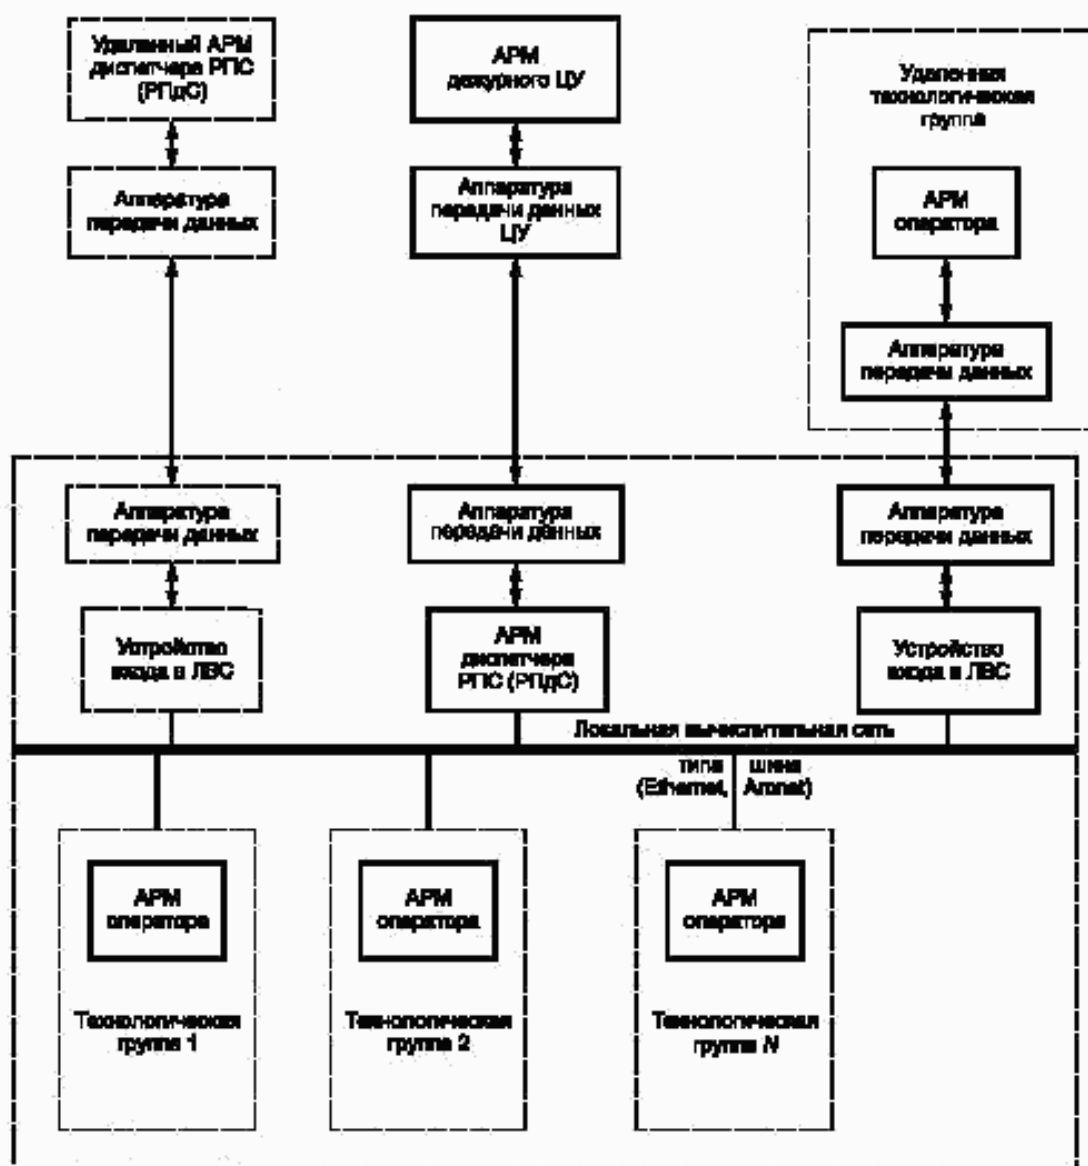 Удаленный АРМ
диспетчера РПС
(РПдС)
АРМ
дежурного ЦУ
Удаленная
технологическая
группа
Аппаратура
передачи данных
Аппаратура
передачи данных
ЦУ
АРМ
оператора
Аппаратура
передачи данных
Аппаратура
передачи данных
Аппаратура
передачи данных
Аппаратура
передачи данных
Устройство
входа в ЛВС
АРМ
диспетчера
РПС (РПдС)
Устройство
входа в ЛВС
Локальная вычислительная сеть
типа шина
(Ethernet, Arcnet)
АРМ
оператора
АРМ
оператора
АРМ
оператора
Технологическая
группа 1
Технологическая
группа 2
Технологическая
группа N